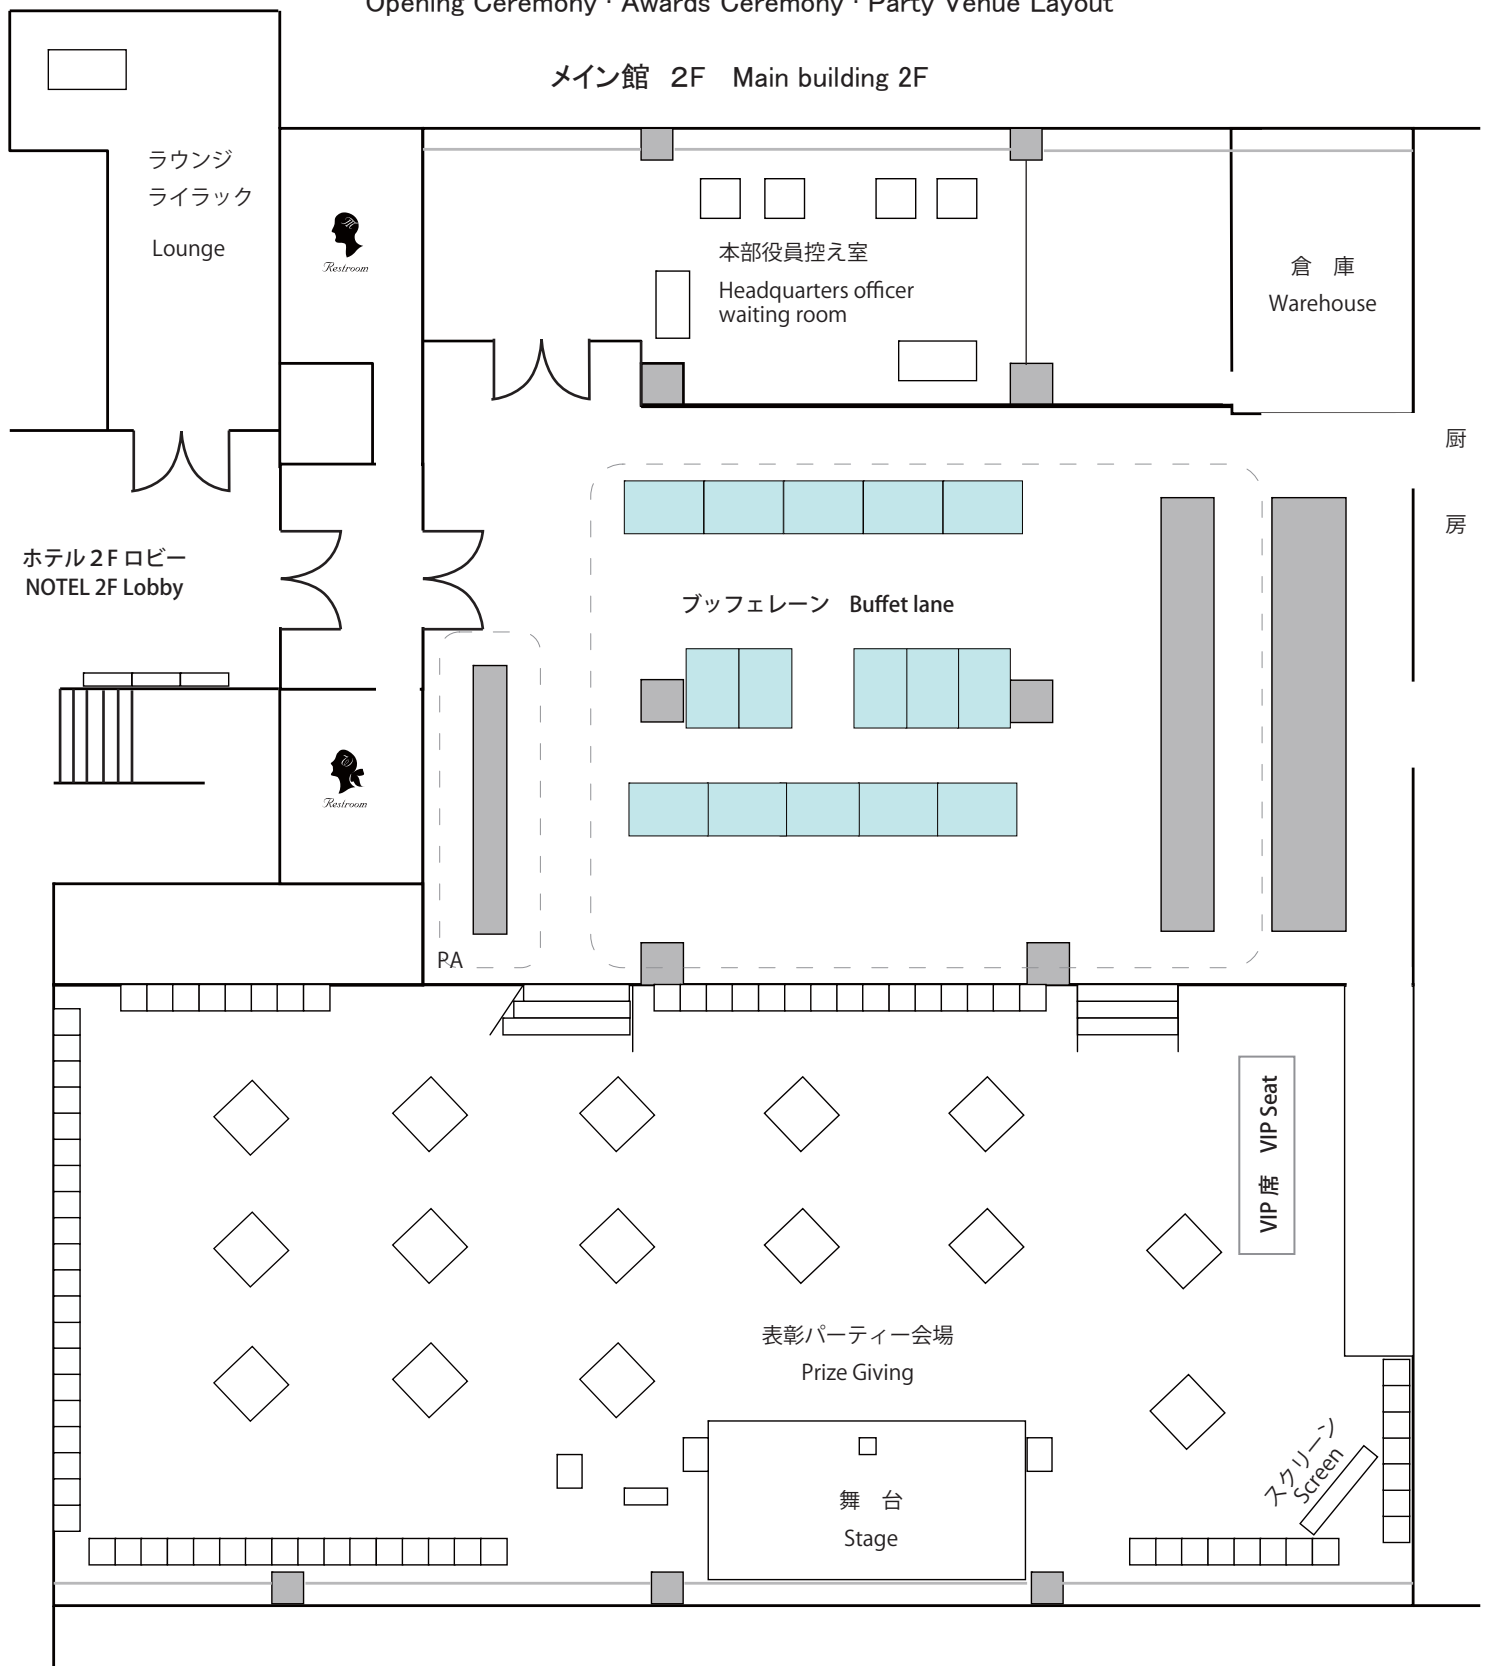 Opening Ceremony · Awards Ceremony · Party Venue Layout
メイン館 2F Main building 2F
ラウンジ
ライラック
Lounge
Restroom
本部役員控え室
Headquarters officer
waiting room
倉 庫
Warehouse
厨
房
ホテル2Fロビー
NOTEL 2F Lobby
ブッフェレーン Buffet lane
Restroom
PA
VIP 席 VIP Seat
表彰パーティー会場
Prize Giving
スクリーン
Screen
舞 台
Stage